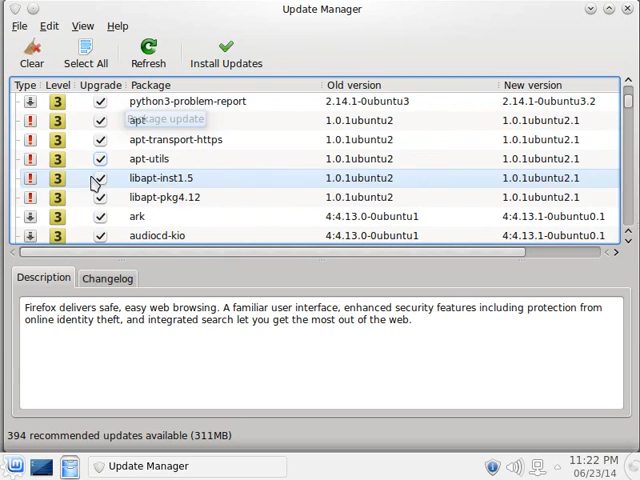 Update Manager
File Edit View Help
Clear Select All Refresh Install Updates
Type Level Upgrade Package Old version New version
3 python3-problem-report 2.14.1-0ubuntu3 2.14.1-0ubuntu3.2
3 apt 1.0.1ubuntu2 1.0.1ubuntu2.1
Package update
3 apt-transport-https 1.0.1ubuntu2 1.0.1ubuntu2.1
3 apt-utils 1.0.1ubuntu2 1.0.1ubuntu2.1
3 libapt-inst1.5 1.0.1ubuntu2 1.0.1ubuntu2.1
3 libapt-pkg4.12 1.0.1ubuntu2 1.0.1ubuntu2.1
3 ark 4:4.13.0-0ubuntu1 4:4.13.1-0ubuntu0.1
3 audiocd-kio 4:4.13.0-0ubuntu1 4:4.13.1-0ubuntu0.1
Description Changelog
Firefox delivers safe, easy web browsing. A familiar user interface, enhanced security features including protection from
online identity theft, and integrated search let you get the most out of the web.
394 recommended updates available (311MB)
Update Manager
11:22 PM
06/23/14